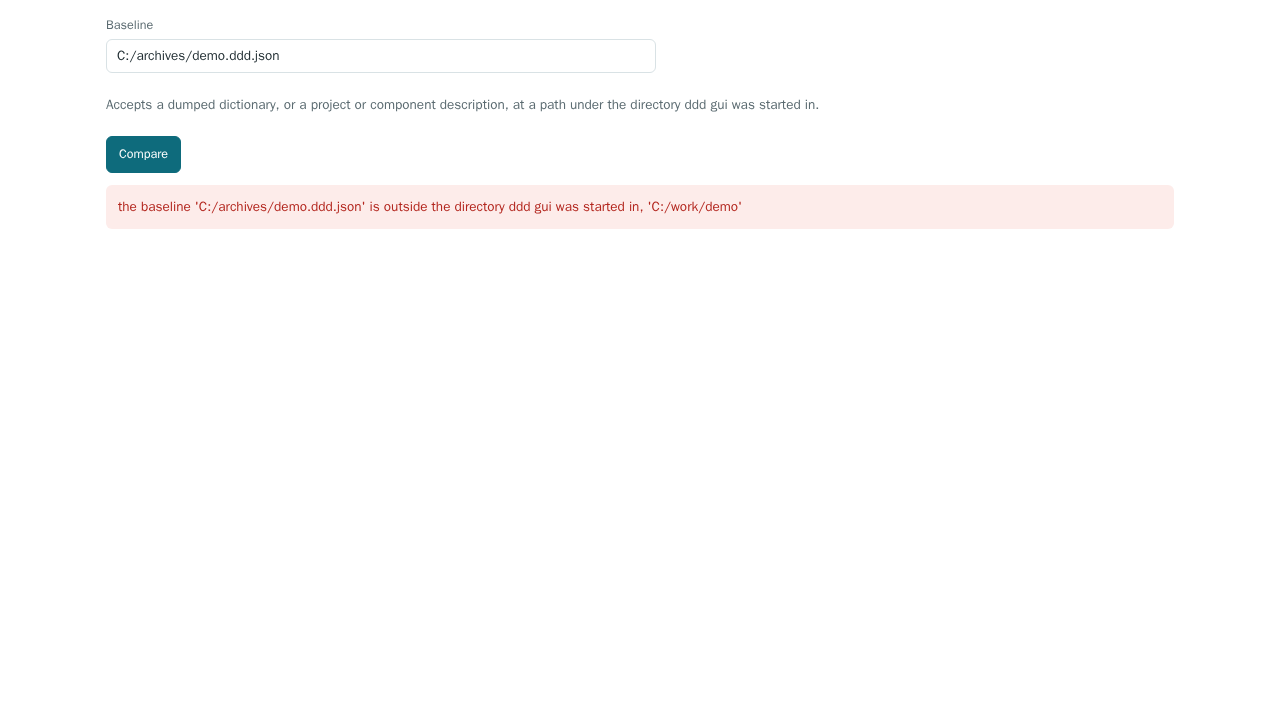 Baseline
C:/archives/demo.ddd.json
Accepts a dumped dictionary, or a project or component description, at a path under the directory ddd gui was started in.
Compare
the baseline 'C:/archives/demo.ddd.json' is outside the directory ddd gui was started in, 'C:/work/demo'